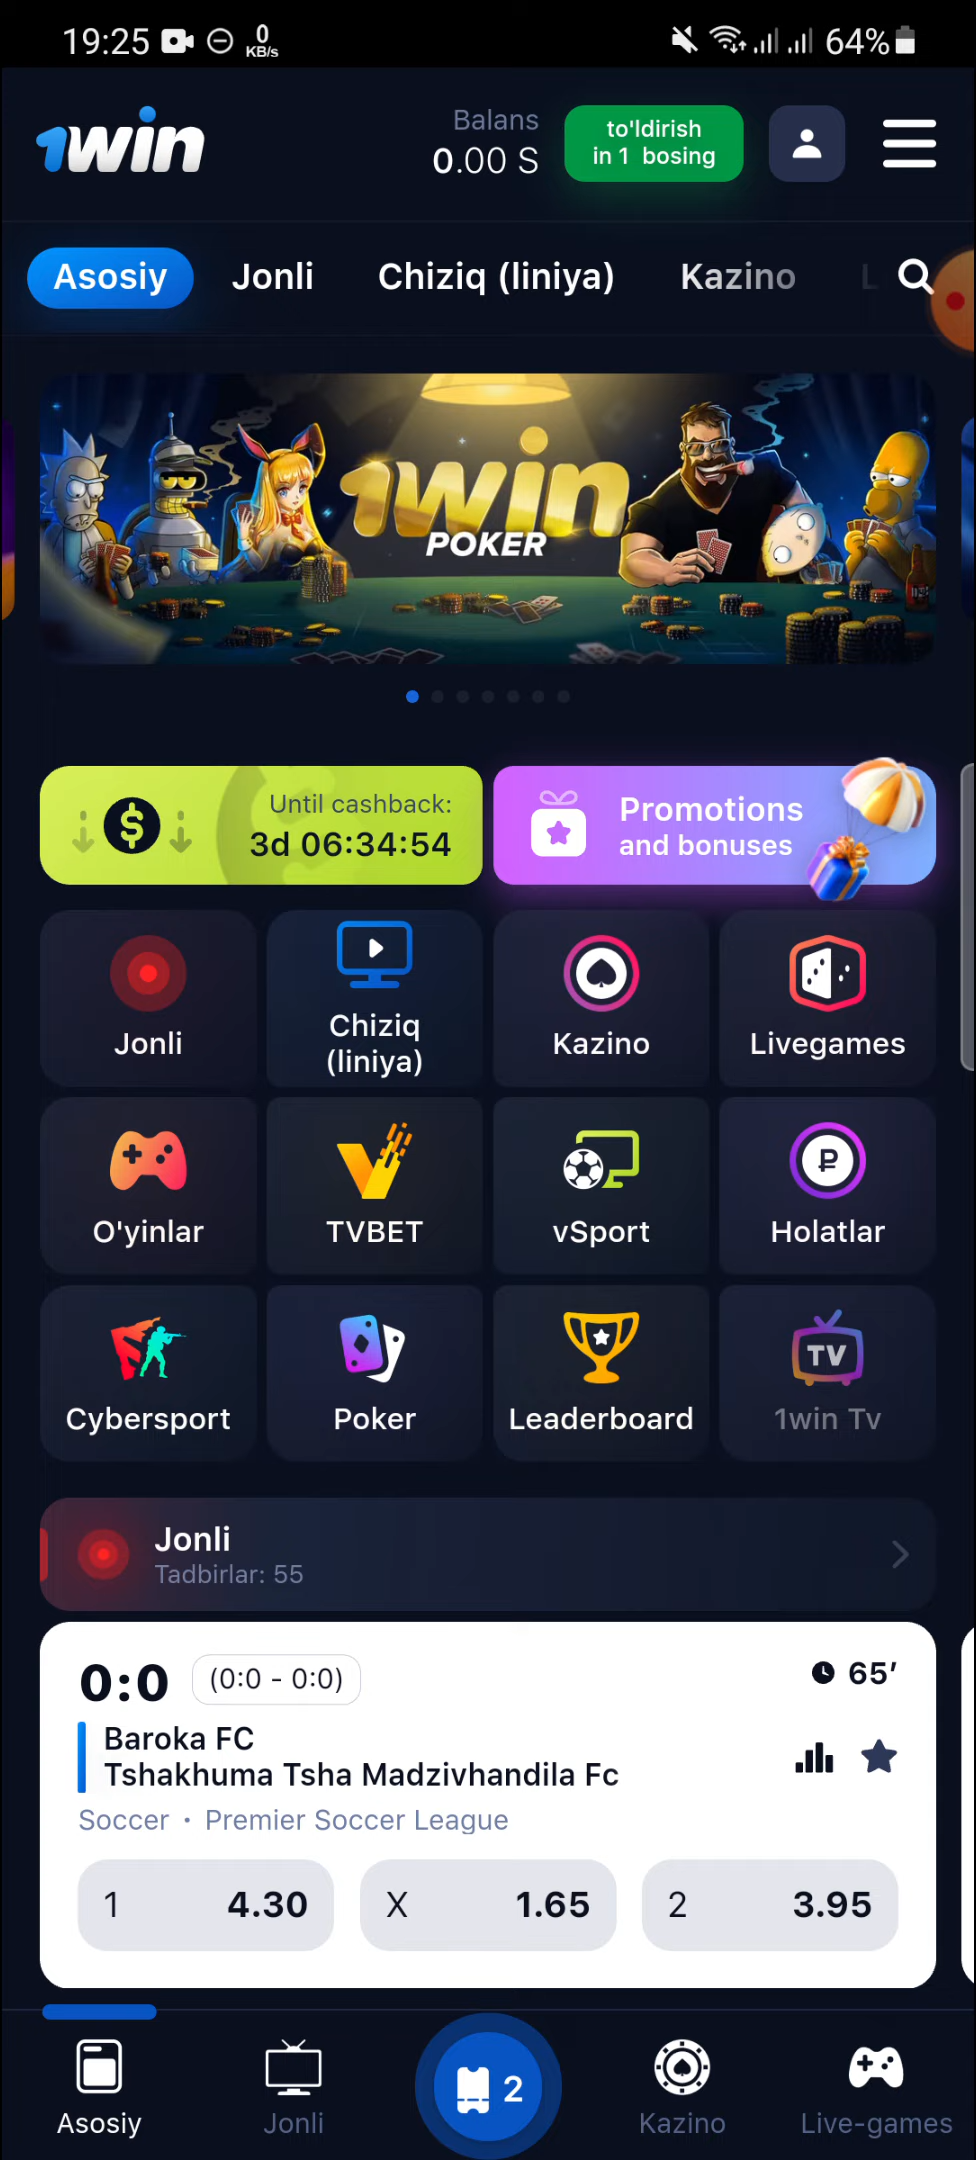 19:25 0 KB/s 64%
1win
Balans
0.00 S
to'ldirish
in 1 bosing
Asosiy Jonli Chiziq (liniya) Kazino L
1win
POKER
Until cashback:
3d 06:34:54
Promotions
and bonuses
Jonli
Chiziq
(liniya)
Kazino
Livegames
O'yinlar
TVBET
vSport
Holatlar
Cybersport
Poker
Leaderboard
TV
1win Tv
Jonli
Tadbirlar: 55
0:0 (0:0 - 0:0) 65’
Baroka FC
Tshakhuma Tsha Madzivhandila Fc
Soccer • Premier Soccer League
1 4.30 X 1.65 2 3.95
2
Asosiy Jonli Kazino Live-games